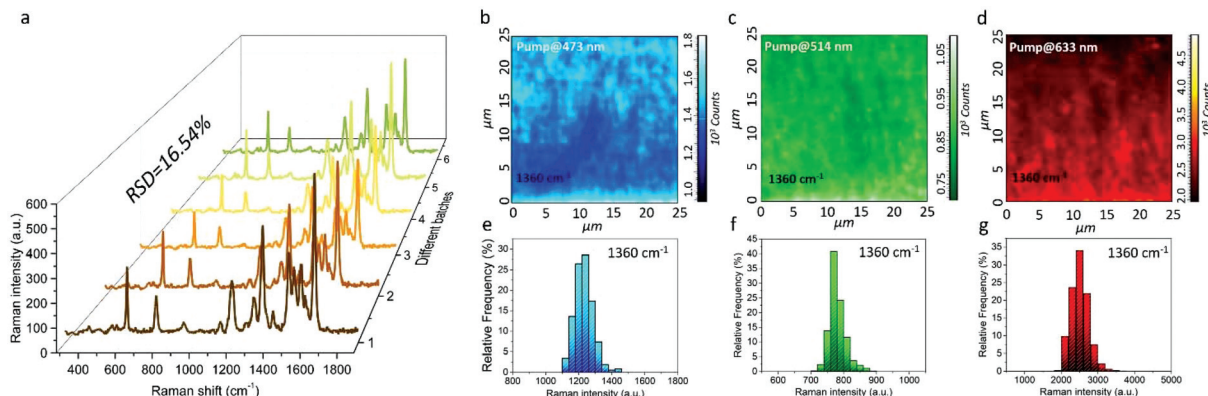 a
RSD=16.54%
600
500
400
300
200
100
0
Raman intensity (a.u.)
400 600 800 1000 1200 1400 1600 1800
Raman shift (cm⁻¹)
1
2
3
4
5
6
Different batches
b
Pump@473 nm
1360 cm⁻¹
25
20
15
10
5
0
μm
0 5 10 15 20 25
μm
1.8
1.6
1.4
1.2
1.0
10³ Counts
c
Pump@514 nm
1360 cm⁻¹
25
20
15
10
5
0
μm
0 5 10 15 20 25
μm
1.05
0.95
0.85
0.75
10³ Counts
d
Pump@633 nm
1360 cm⁻¹
25
20
15
10
5
0
μm
0 5 10 15 20 25
μm
4.5
4.0
3.5
3.0
2.5
2.0
10³ Counts
e
1360 cm⁻¹
30
25
20
15
10
5
0
Relative Frequency (%)
800 1000 1200 1400 1600 1800
Raman intensity (a.u.)
f
1360 cm⁻¹
45
40
35
30
25
20
15
10
5
0
Relative Frequency (%)
600 700 800 900 1000
Raman intensity (a.u.)
g
1360 cm⁻¹
35
30
25
20
15
10
5
0
Relative Frequency (%)
1000 2000 3000 4000 5000
Raman intensity (a.u.)